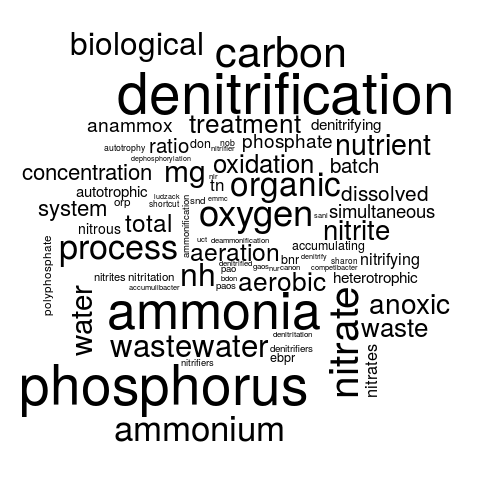 biological
carbon
denitrification
anammox
treatment
denitrifying
autotrophy
ratio
don
nob
nitrifier
phosphate
nutrient
dephosphorylation
concentration
mg
nir
oxidation
batch
autotrophic
tn
organic
dissolved
system
orp
ludzack
shortcut
snd
emmc
oxygen
sani
simultaneous
nitrous
total
ammonification
nitrite
process
uct
deammonification
accumulating
aeration
bnr
denitrify
sharon
nitrifying
polyphosphate
nitrites
nitritation
nh
denitrified
pao
gaos
nur
canon
competibacter
heterotrophic
accumulibacter
bdon
paos
aerobic
water
ammonia
nitrate
anoxic
waste
wastewater
denitritation
denitrifiers
nitrifiers
ebpr
nitrates
phosphorus
ammonium